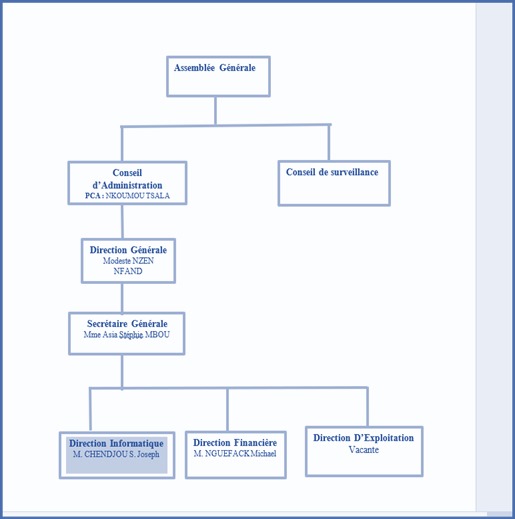 Assemblée Générale
Conseil
d'Administration
PCA : NKOUMOU TSALA
Conseil de surveillance
Direction Générale
Modeste NZEN
NFAND
Secrétaire Générale
Mme Asia Stéphie MBOU
Direction Informatique
M. CHENDJOU S. Joseph
Direction Financière
M. NGUEFACK Michael
Direction D'Exploitation
Vacante